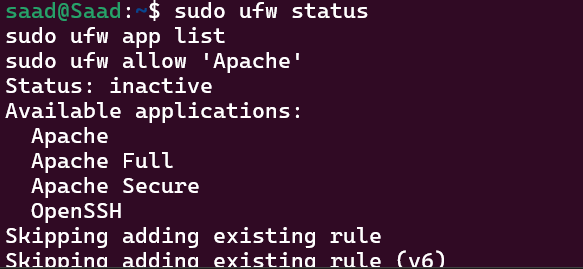 saad@Saad:~$ sudo ufw status
sudo ufw app list
sudo ufw allow 'Apache'
Status: inactive
Available applications:
  Apache
  Apache Full
  Apache Secure
  OpenSSH
Skipping adding existing rule
Skipping adding existing rule (v6)